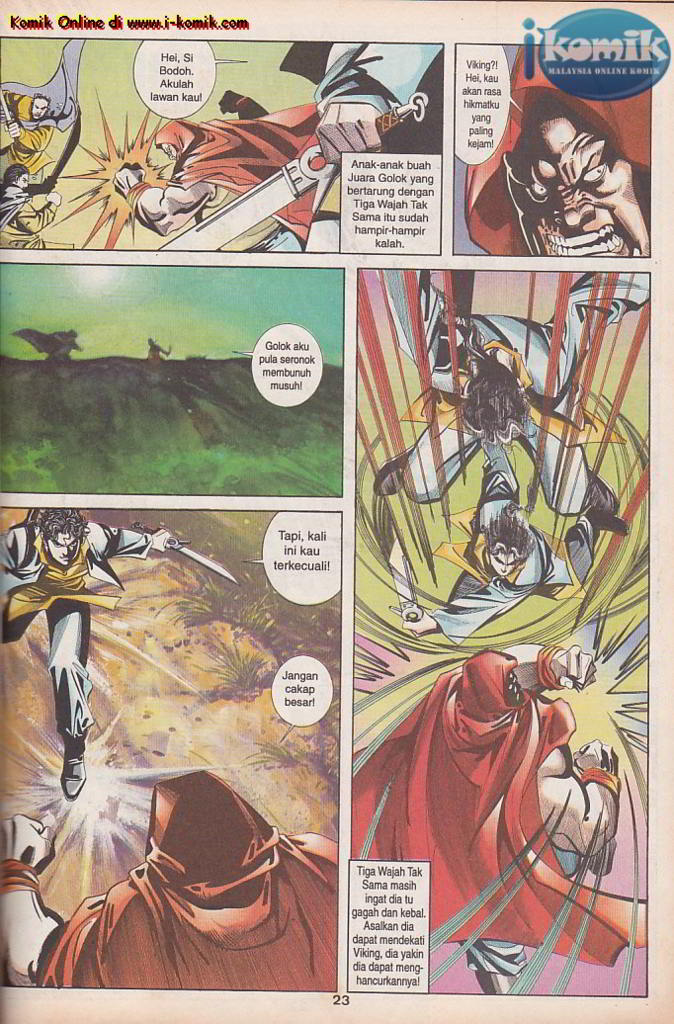 Komik Online di www.i-komik.com
ikomik
MALAYSIA ONLINE KOMIK
Hei, Si
Bodoh.
Akulah
lawan kau!
Anak-anak buah
Juara Golok yang
bertarung dengan
Tiga Wajah Tak
Sama itu sudah
hampir-hampir
kalah.
Viking?!
Hei, kau
akan rasa
hikmatku
yang
paling
kejam!
Golok aku
pula seronok
membunuh
musuh!
Tapi, kali
ini kau
terkecuali!
Jangan
cakap
besar!
Tiga Wajah Tak
Sama masih
ingat dia tu
gagah dan kebal.
Asalkan dia
dapat mendekati
Viking, dia yakin
dia dapat meng-
hancurkannya!
23